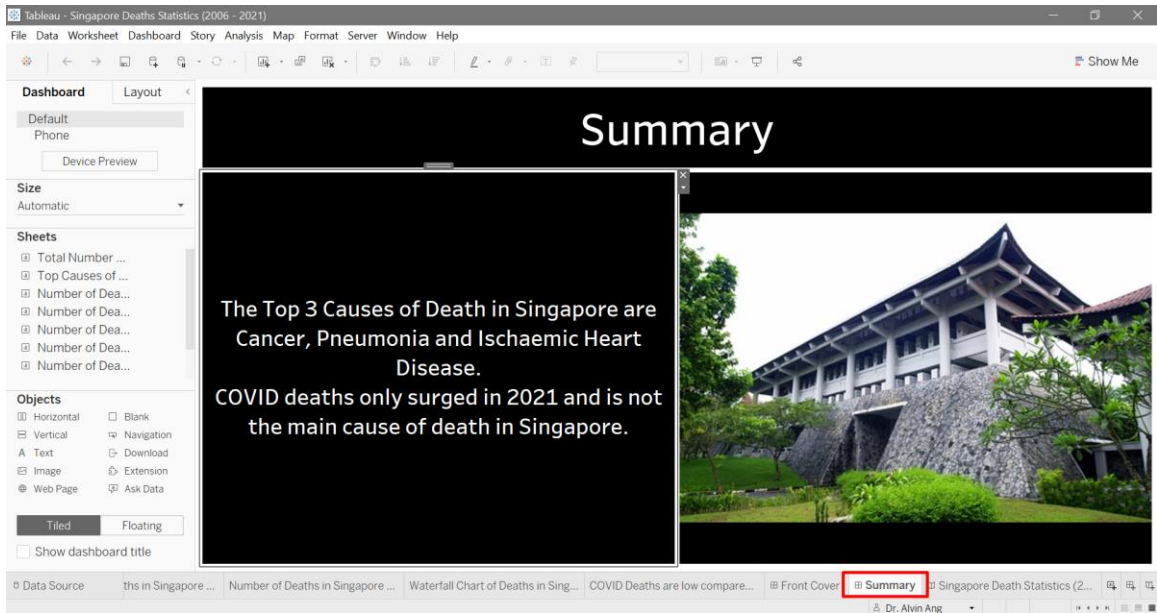 Tableau - Singapore Deaths Statistics (2006 - 2021)
File Data Worksheet Dashboard Story Analysis Map Format Server Window Help
Show Me
Dashboard Layout
Default
Phone
Device Preview
Size
Automatic
Sheets
Total Number ...
Top Causes of ...
Number of Dea...
Number of Dea...
Number of Dea...
Number of Dea...
Number of Dea...
Objects
Horizontal Blank
Vertical Navigation
A Text Download
Image Extension
Web Page Ask Data
Tiled Floating
Show dashboard title
Summary
The Top 3 Causes of Death in Singapore are
Cancer, Pneumonia and Ischaemic Heart
Disease.
COVID deaths only surged in 2021 and is not
the main cause of death in Singapore.
Data Source ths in Singapore ... Number of Deaths in Singapore ... Waterfall Chart of Deaths in Sing... COVID Deaths are low compare... Front Cover Summary Singapore Death Statistics (2...
Dr. Alvin Ang